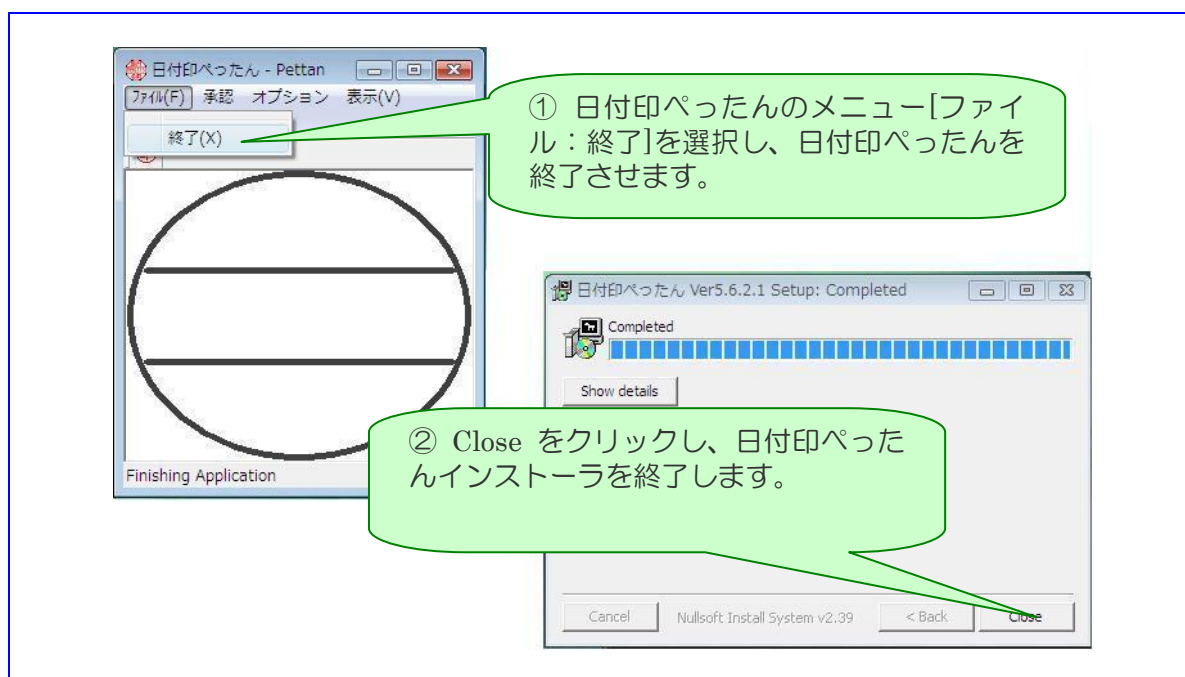 日付印ぺったん - Pettan
ファイル(F) 承認 オプション 表示(V)
終了(X)
① 日付印ぺったんのメニュー[ファイ
ル：終了]を選択し、日付印ぺったんを
終了させます。
Finishing Application
日付印ぺったん Ver5.6.2.1 Setup: Completed
Completed
Show details
② Close をクリックし、日付印ぺった
んインストーラを終了します。
Cancel
Nullsoft Install System v2.39
< Back
Close